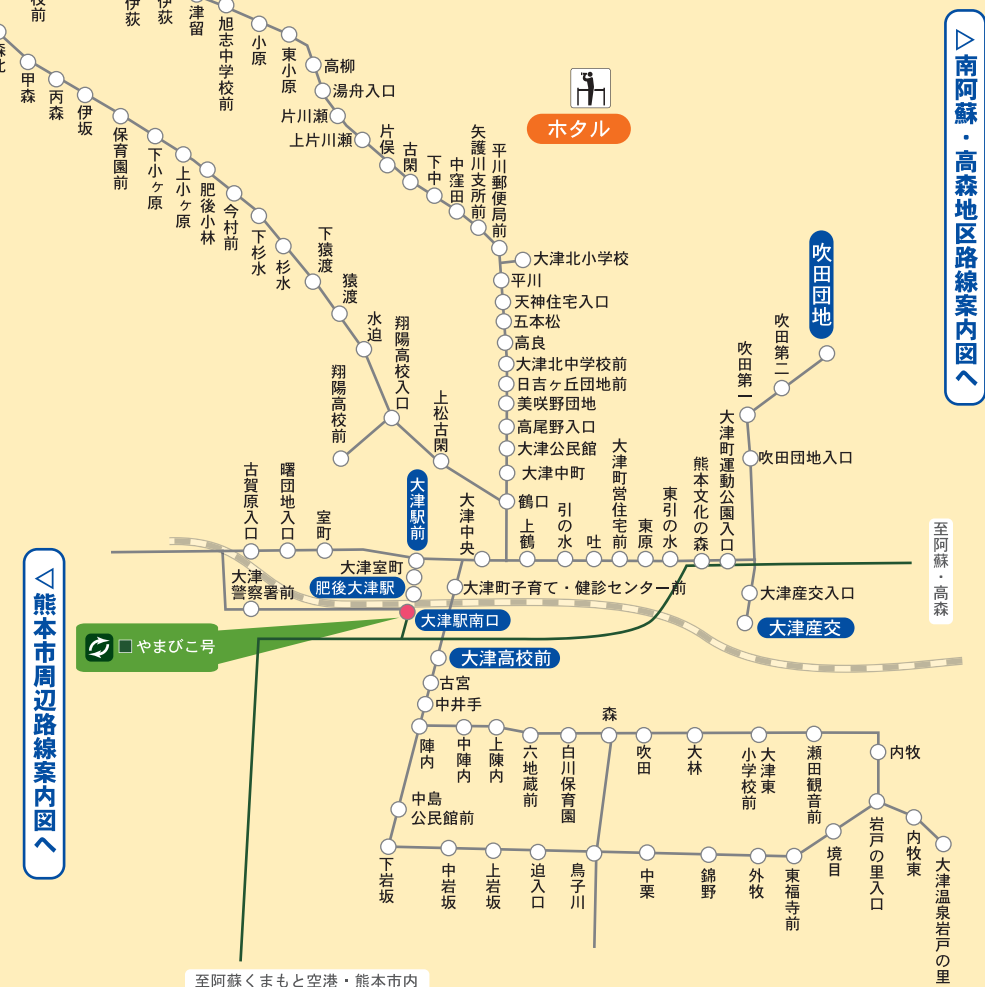 校前
伊荻
伊荻
津留
旭志中学校前
小原
東小原
高柳
湯舟入口
片川瀬
上片川瀬
片俣
古閑
下中
中窪田
矢護川支所前
平川郵便局前
ホタル
▷南阿蘇・高森地区路線案内図へ
森北
甲森
丙森
伊坂
保育園前
下小ヶ原
上小ヶ原
肥後小林
今村前
下杉水
杉水
下猿渡
猿渡
水迫
翔陽高校入口
翔陽高校前
上松古閑
大津北小学校
平川
天神住宅入口
五本松
高良
大津北中学校前
日吉ヶ丘団地前
美咲野団地
高尾野入口
大津公民館
大津中町
鶴口
吹田団地
吹田第二
吹田第一
吹田団地入口
大津町運動公園入口
熊本文化の森
東引の水
東原
大津町営住宅前
吐
引の水
上鶴
大津中央
大津駅前
室町
曙団地入口
古賀原入口
大津
警察署前
大津室町
肥後大津駅
大津駅南口
大津町子育て・健診センター前
大津産交入口
大津産交
至阿蘇・高森
やまびこ号
◁熊本市周辺路線案内図へ
大津高校前
古宮
中井手
陣内
中陣内
上陳内
六地蔵前
白川保育園
森
吹田
大林
大津東
小学校前
瀬田観音前
内牧
中島
公民館前
下岩坂
中岩坂
上岩坂
迫入口
鳥子川
中栗
錦野
外牧
東福寺前
境目
岩戸の里入口
内牧東
大津温泉岩戸の里
至阿蘇くまもと空港・熊本市内